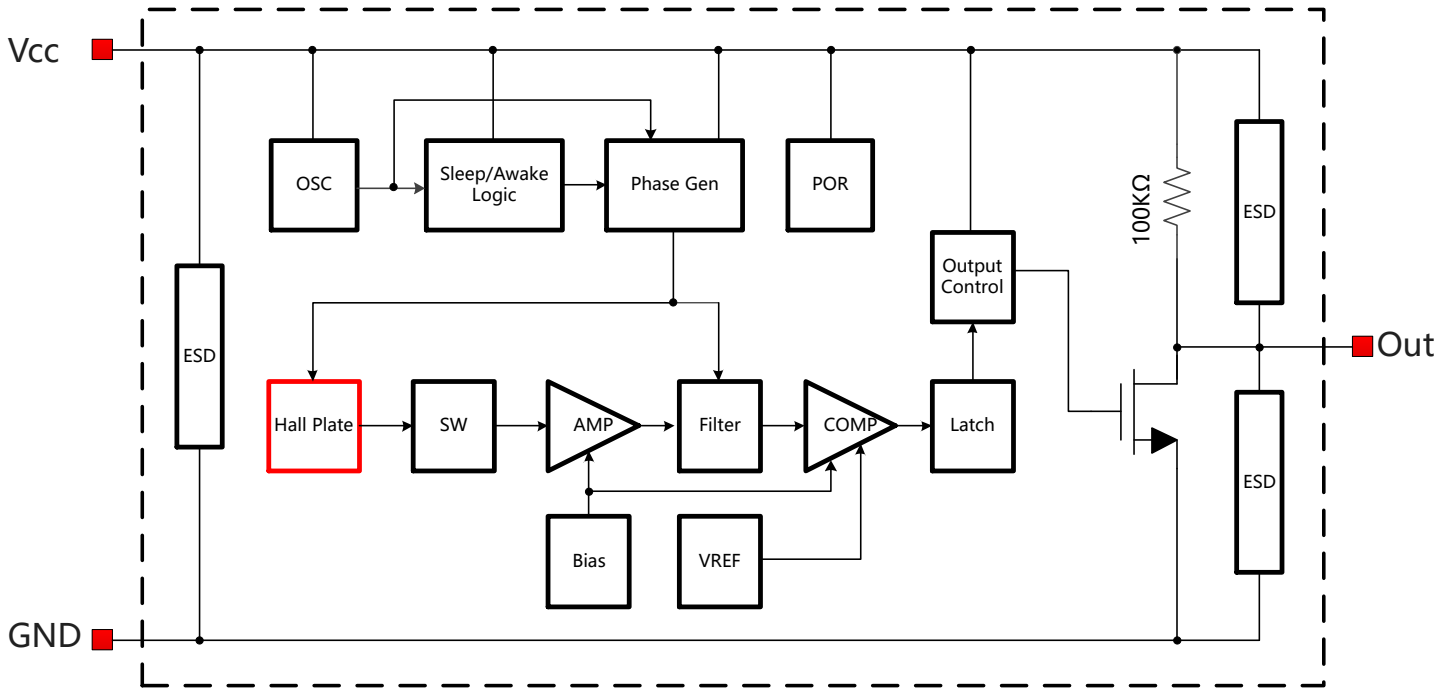 Vcc
OSC
Sleep/Awake
Logic
Phase Gen
POR
100KΩ
ESD
Output
Control
ESD
Out
Hall Plate
SW
AMP
Filter
COMP
Latch
ESD
Bias
VREF
GND